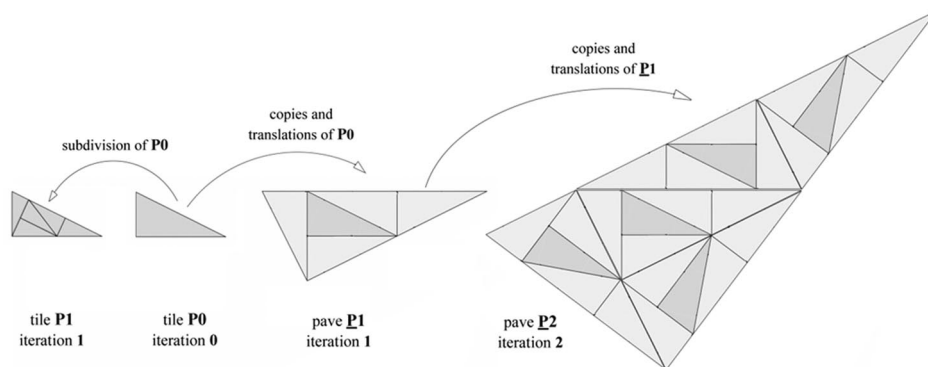 copies and
translations of P1
copies and
translations of P0
subdivision of P0
tile P1
iteration 1
tile P0
iteration 0
pave P1
iteration 1
pave P2
iteration 2